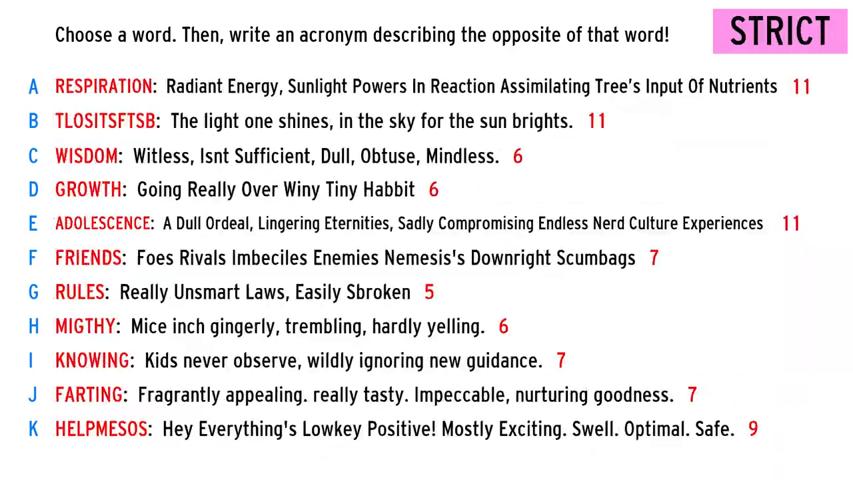 Choose a word. Then, write an acronym describing the opposite of that word!
STRICT
A RESPIRATION: Radiant Energy, Sunlight Powers In Reaction Assimilating Tree's Input Of Nutrients 11
B TLOSITSFTSB: The light one shines, in the sky for the sun brights. 11
C WISDOM: Witless, Isnt Sufficient, Dull, Obtuse, Mindless. 6
D GROWTH: Going Really Over Winy Tiny Habbit 6
E ADOLESCENCE: A Dull Ordeal, Lingering Eternities, Sadly Compromising Endless Nerd Culture Experiences 11
F FRIENDS: Foes Rivals Imbeciles Enemies Nemesis's Downright Scumbags 7
G RULES: Really Unsmart Laws, Easily Sbroken 5
H MIGTHY: Mice inch gingerly, trembling, hardly yelling. 6
I KNOWING: Kids never observe, wildly ignoring new guidance. 7
J FARTING: Fragrantly appealing. really tasty. Impeccable, nurturing goodness. 7
K HELPMESOS: Hey Everything's Lowkey Positive! Mostly Exciting. Swell. Optimal. Safe. 9